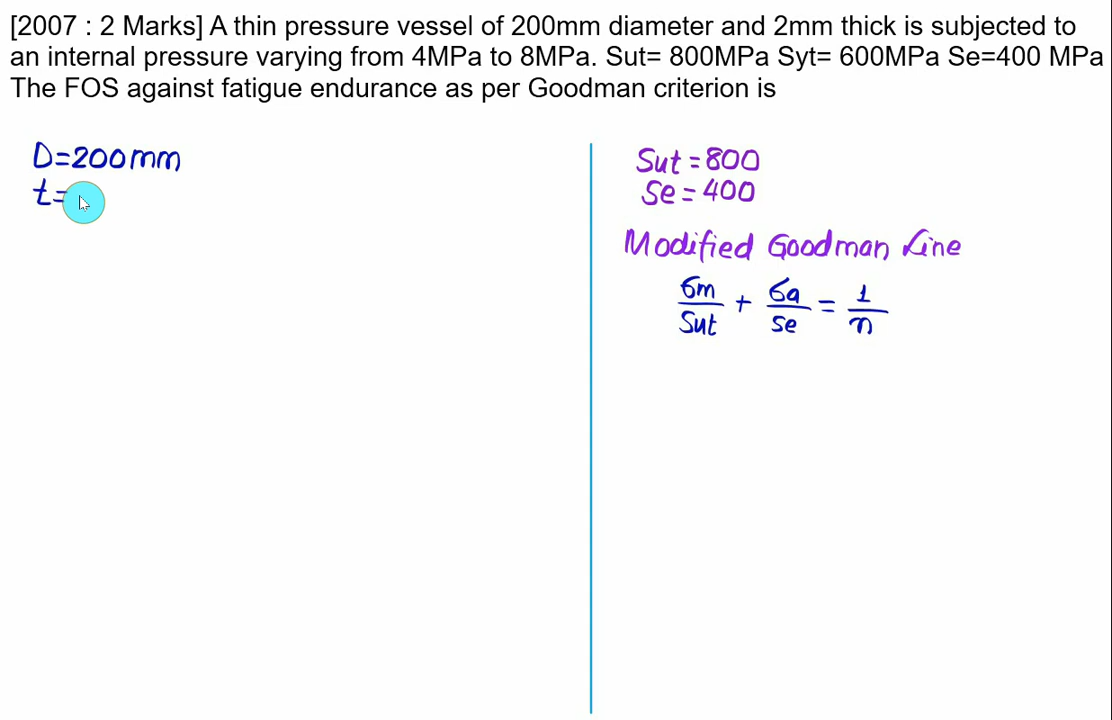 [2007 : 2 Marks] A thin pressure vessel of 200mm diameter and 2mm thick is subjected to
an internal pressure varying from 4MPa to 8MPa. Sut= 800MPa Syt= 600MPa Se=400 MPa
The FOS against fatigue endurance as per Goodman criterion is
D=200mm
t=
Sut = 800
Se = 400
Modified Goodman Line
σm/Sut + σa/Se = 1/n